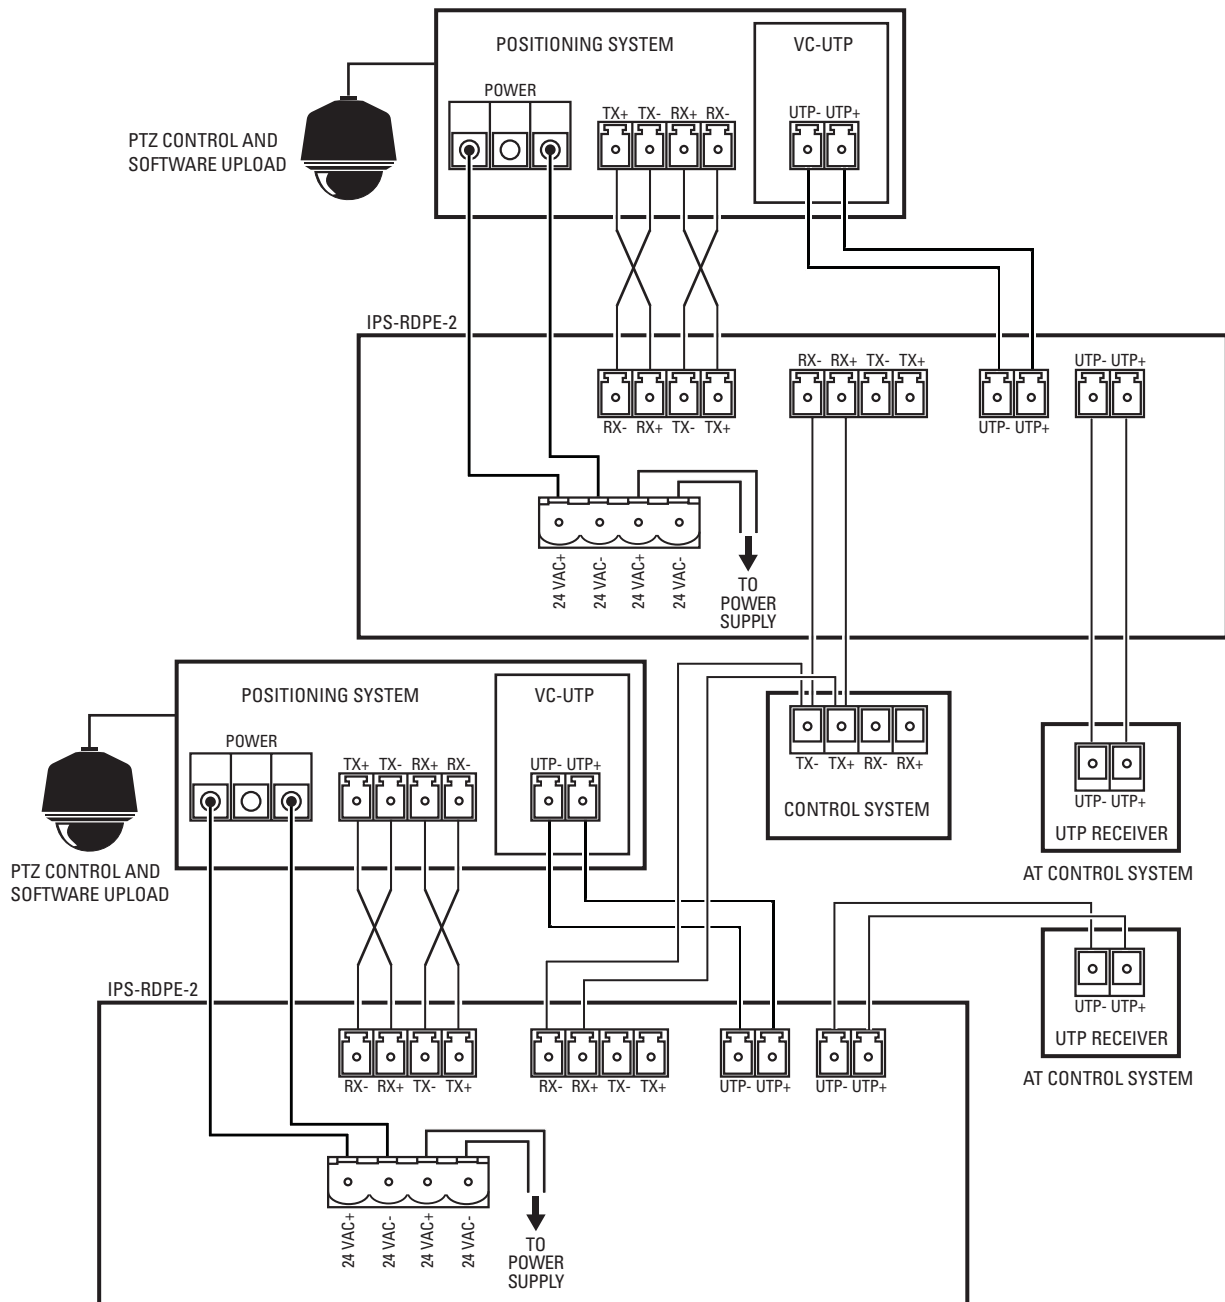 POSITIONING SYSTEM
VC-UTP
POWER
TX+ TX- RX+ RX-
UTP- UTP+
PTZ CONTROL AND
SOFTWARE UPLOAD
IPS-RDPE-2
RX- RX+ TX- TX+
UTP- UTP+
RX- RX+ TX- TX+
UTP- UTP+
24 VAC+
24 VAC-
24 VAC+
24 VAC-
TO
POWER
SUPPLY
POSITIONING SYSTEM
VC-UTP
POWER
TX+ TX- RX+ RX-
UTP- UTP+
TX- TX+ RX- RX+
CONTROL SYSTEM
UTP- UTP+
UTP RECEIVER
AT CONTROL SYSTEM
PTZ CONTROL AND
SOFTWARE UPLOAD
UTP- UTP+
UTP RECEIVER
AT CONTROL SYSTEM
IPS-RDPE-2
RX- RX+ TX- TX+
RX- RX+ TX- TX+
UTP- UTP+
UTP- UTP+
24 VAC+
24 VAC-
24 VAC+
24 VAC-
TO
POWER
SUPPLY